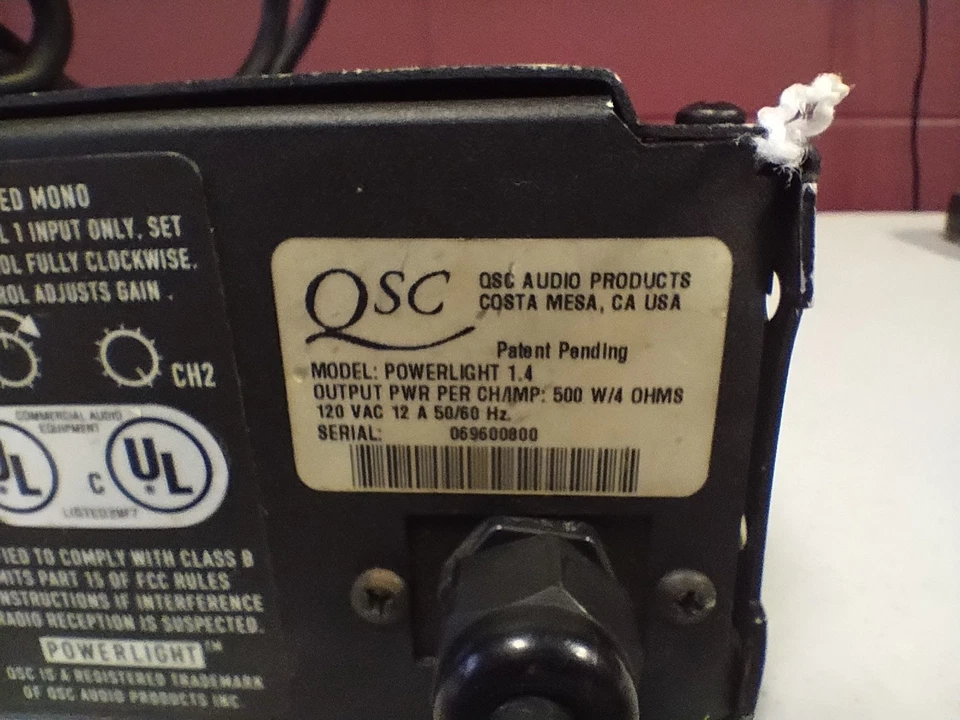 ED MONO
L 1 INPUT ONLY. SET
OL FULLY CLOCKWISE.
ROL ADJUSTS GAIN.
CH2
COMMERCIAL AUDIO
EQUIPMENT
UL C UL
LISTED
QSC
QSC AUDIO PRODUCTS
COSTA MESA, CA USA
Patent Pending
MODEL: POWERLIGHT 1.4
OUTPUT PWR PER CH/IMP: 500 W/4 OHMS
120 VAC 12 A 50/60 Hz.
SERIAL: 069600800
IED TO COMPLY WITH CLASS B
MITS PART 15 OF FCC RULES
NSTRUCTIONS IF INTERFERENCE
RADIO RECEPTION IS SUSPECTED.
POWERLIGHT™
QSC IS A REGISTERED TRADEMARK
OF QSC AUDIO PRODUCTS INC